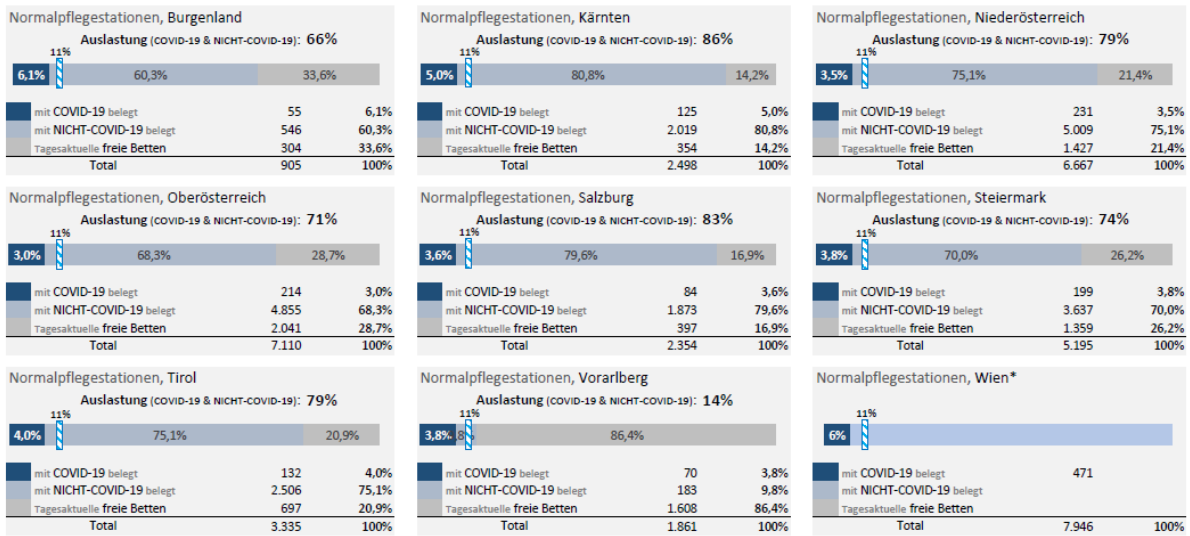 Normalpflegestationen, Burgenland
Auslastung (COVID-19 & NICHT-COVID-19): 66%
11%
6,1% 60,3% 33,6%
mit COVID-19 belegt 55 6,1%
mit NICHT-COVID-19 belegt 546 60,3%
Tagesaktuelle freie Betten 304 33,6%
Total 905 100%
Normalpflegestationen, Kärnten
Auslastung (COVID-19 & NICHT-COVID-19): 86%
11%
5,0% 80,8% 14,2%
mit COVID-19 belegt 125 5,0%
mit NICHT-COVID-19 belegt 2.019 80,8%
Tagesaktuelle freie Betten 354 14,2%
Total 2.498 100%
Normalpflegestationen, Niederösterreich
Auslastung (COVID-19 & NICHT-COVID-19): 79%
11%
3,5% 75,1% 21,4%
mit COVID-19 belegt 231 3,5%
mit NICHT-COVID-19 belegt 5.009 75,1%
Tagesaktuelle freie Betten 1.427 21,4%
Total 6.667 100%
Normalpflegestationen, Oberösterreich
Auslastung (COVID-19 & NICHT-COVID-19): 71%
11%
3,0% 68,3% 28,7%
mit COVID-19 belegt 214 3,0%
mit NICHT-COVID-19 belegt 4.855 68,3%
Tagesaktuelle freie Betten 2.041 28,7%
Total 7.110 100%
Normalpflegestationen, Salzburg
Auslastung (COVID-19 & NICHT-COVID-19): 83%
11%
3,6% 79,6% 16,9%
mit COVID-19 belegt 84 3,6%
mit NICHT-COVID-19 belegt 1.873 79,6%
Tagesaktuelle freie Betten 397 16,9%
Total 2.354 100%
Normalpflegestationen, Steiermark
Auslastung (COVID-19 & NICHT-COVID-19): 74%
11%
3,8% 70,0% 26,2%
mit COVID-19 belegt 199 3,8%
mit NICHT-COVID-19 belegt 3.637 70,0%
Tagesaktuelle freie Betten 1.359 26,2%
Total 5.195 100%
Normalpflegestationen, Tirol
Auslastung (COVID-19 & NICHT-COVID-19): 79%
11%
4,0% 75,1% 20,9%
mit COVID-19 belegt 132 4,0%
mit NICHT-COVID-19 belegt 2.506 75,1%
Tagesaktuelle freie Betten 697 20,9%
Total 3.335 100%
Normalpflegestationen, Vorarlberg
Auslastung (COVID-19 & NICHT-COVID-19): 14%
11%
3,8% 86,4%
mit COVID-19 belegt 70 3,8%
mit NICHT-COVID-19 belegt 183 9,8%
Tagesaktuelle freie Betten 1.608 86,4%
Total 1.861 100%
Normalpflegestationen, Wien*
11%
6%
mit COVID-19 belegt 471
mit NICHT-COVID-19 belegt
Tagesaktuelle freie Betten
Total 7.946 100%